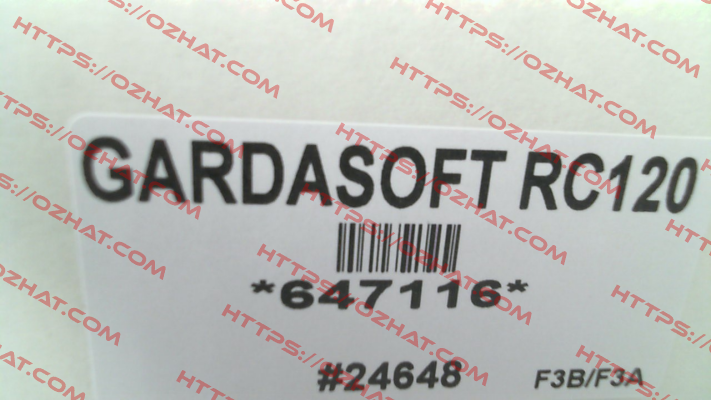 GARDASOFT RC120
*647116*
#24648 F3B/F3A
HTTPS://OZHAT.COM